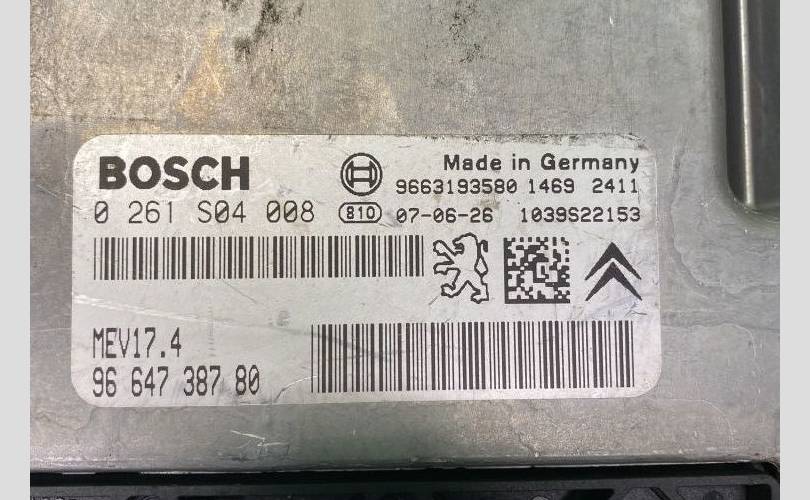 BOSCH
Made in Germany
9663193580 1469 2411
0 261 S04 008
810 07-06-26 1039S22153
MEV17.4
96 647 387 80